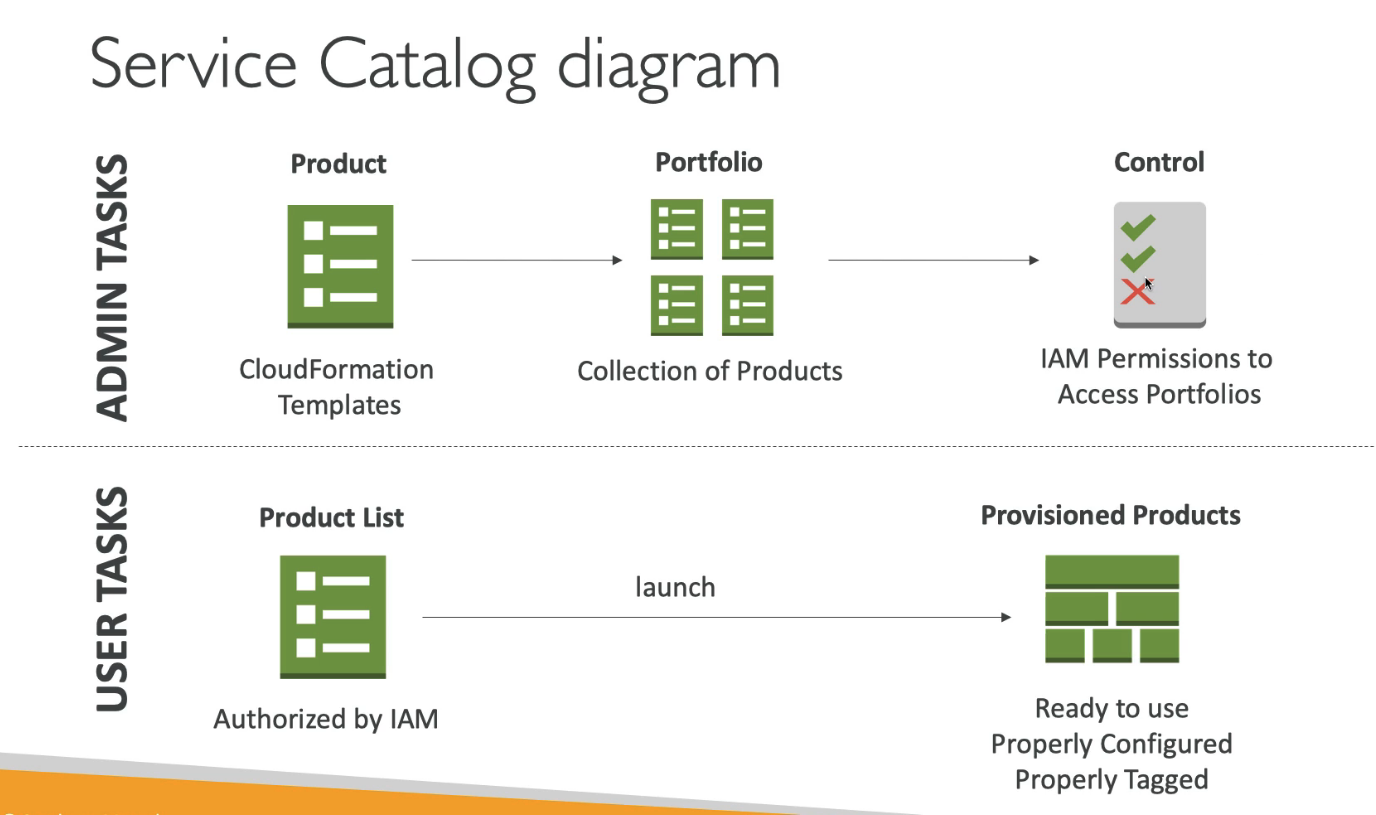 Service Catalog diagram
ADMIN TASKS
Product
Portfolio
Control
CloudFormation
Templates
Collection of Products
IAM Permissions to
Access Portfolios
USER TASKS
Product List
launch
Provisioned Products
Authorized by IAM
Ready to use
Properly Configured
Properly Tagged